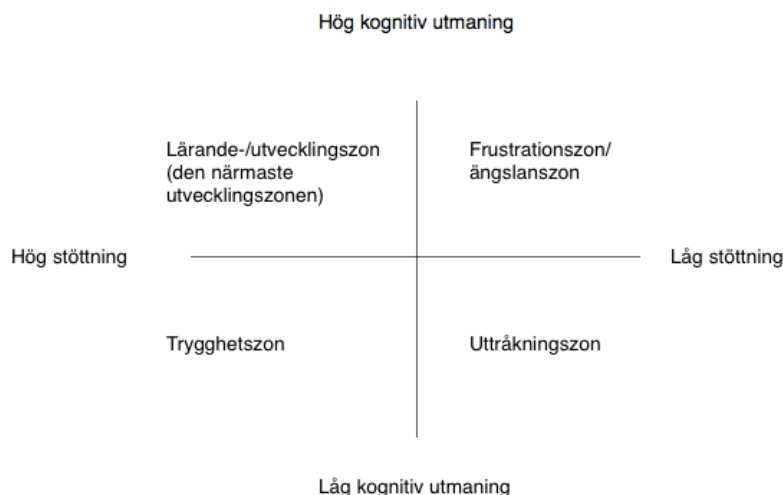 Hög kognitiv utmaning
Lärande-/utvecklingszon
(den närmaste
utvecklingszonen)
Frustrationszon/
ängslanszon
Hög stöttning
Låg stöttning
Trygghetszon
Uttråkningszon
Låg kognitiv utmaning